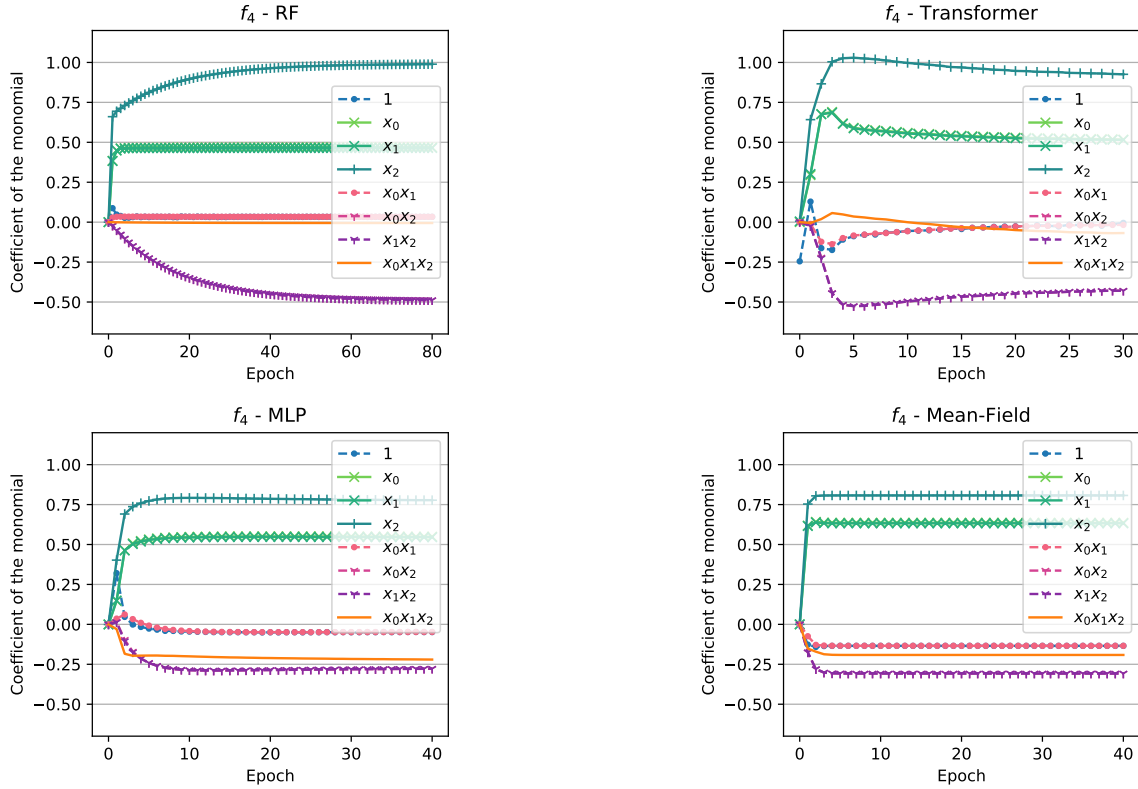 f₄ - RF
Coefficient of the monomial
1.00
0.75
0.50
0.25
0.00
−0.25
−0.50
1
x₀
x₁
x₂
x₀x₁
x₀x₂
x₁x₂
x₀x₁x₂
0 20 40 60 80
Epoch
f₄ - Transformer
Coefficient of the monomial
1.00
0.75
0.50
0.25
0.00
−0.25
−0.50
1
x₀
x₁
x₂
x₀x₁
x₀x₂
x₁x₂
x₀x₁x₂
0 5 10 15 20 25 30
Epoch
f₄ - MLP
Coefficient of the monomial
1.00
0.75
0.50
0.25
0.00
−0.25
−0.50
1
x₀
x₁
x₂
x₀x₁
x₀x₂
x₁x₂
x₀x₁x₂
0 10 20 30 40
Epoch
f₄ - Mean-Field
Coefficient of the monomial
1.00
0.75
0.50
0.25
0.00
−0.25
−0.50
1
x₀
x₁
x₂
x₀x₁
x₀x₂
x₁x₂
x₀x₁x₂
0 10 20 30 40
Epoch